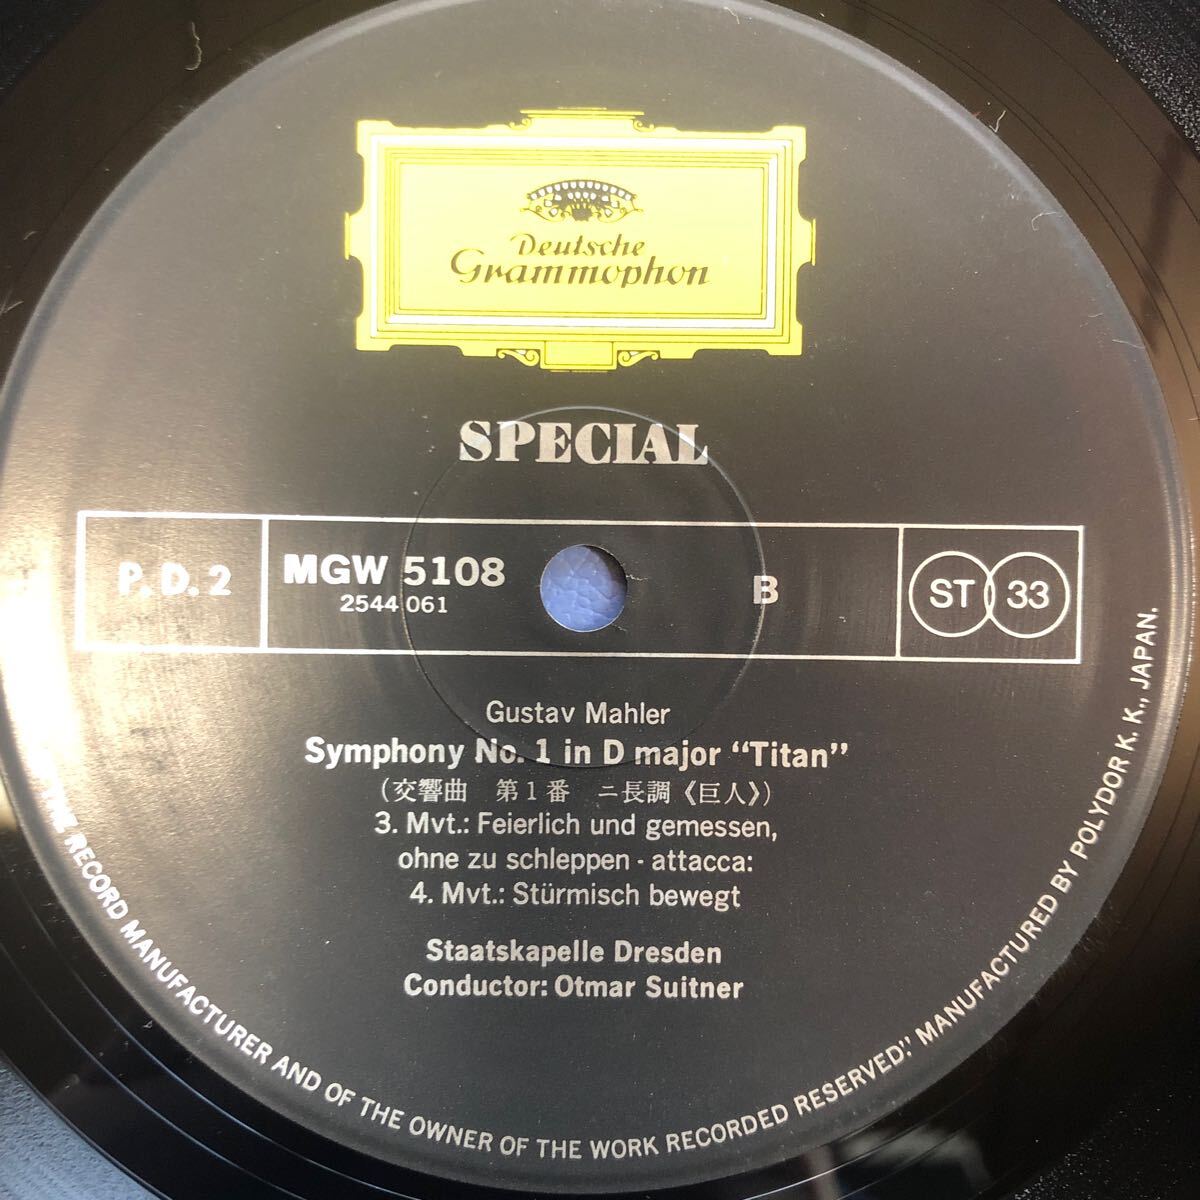 Deutsche
Grammophon
SPECIAL
P.D.2
MGW 5108
2544 061
B
ST 33
Gustav Mahler
Symphony No. 1 in D major “Titan”
(交響曲 第1番 ニ長調《巨人》)
3. Mvt.: Feierlich und gemessen,
ohne zu schleppen · attacca:
4. Mvt.: Stürmisch bewegt
Staatskapelle Dresden
Conductor: Otmar Suitner
THE RECORD MANUFACTURER AND OF THE OWNER OF THE WORK RECORDED RESERVED”. MANUFACTURED BY POLYDOR K. K., JAPAN.